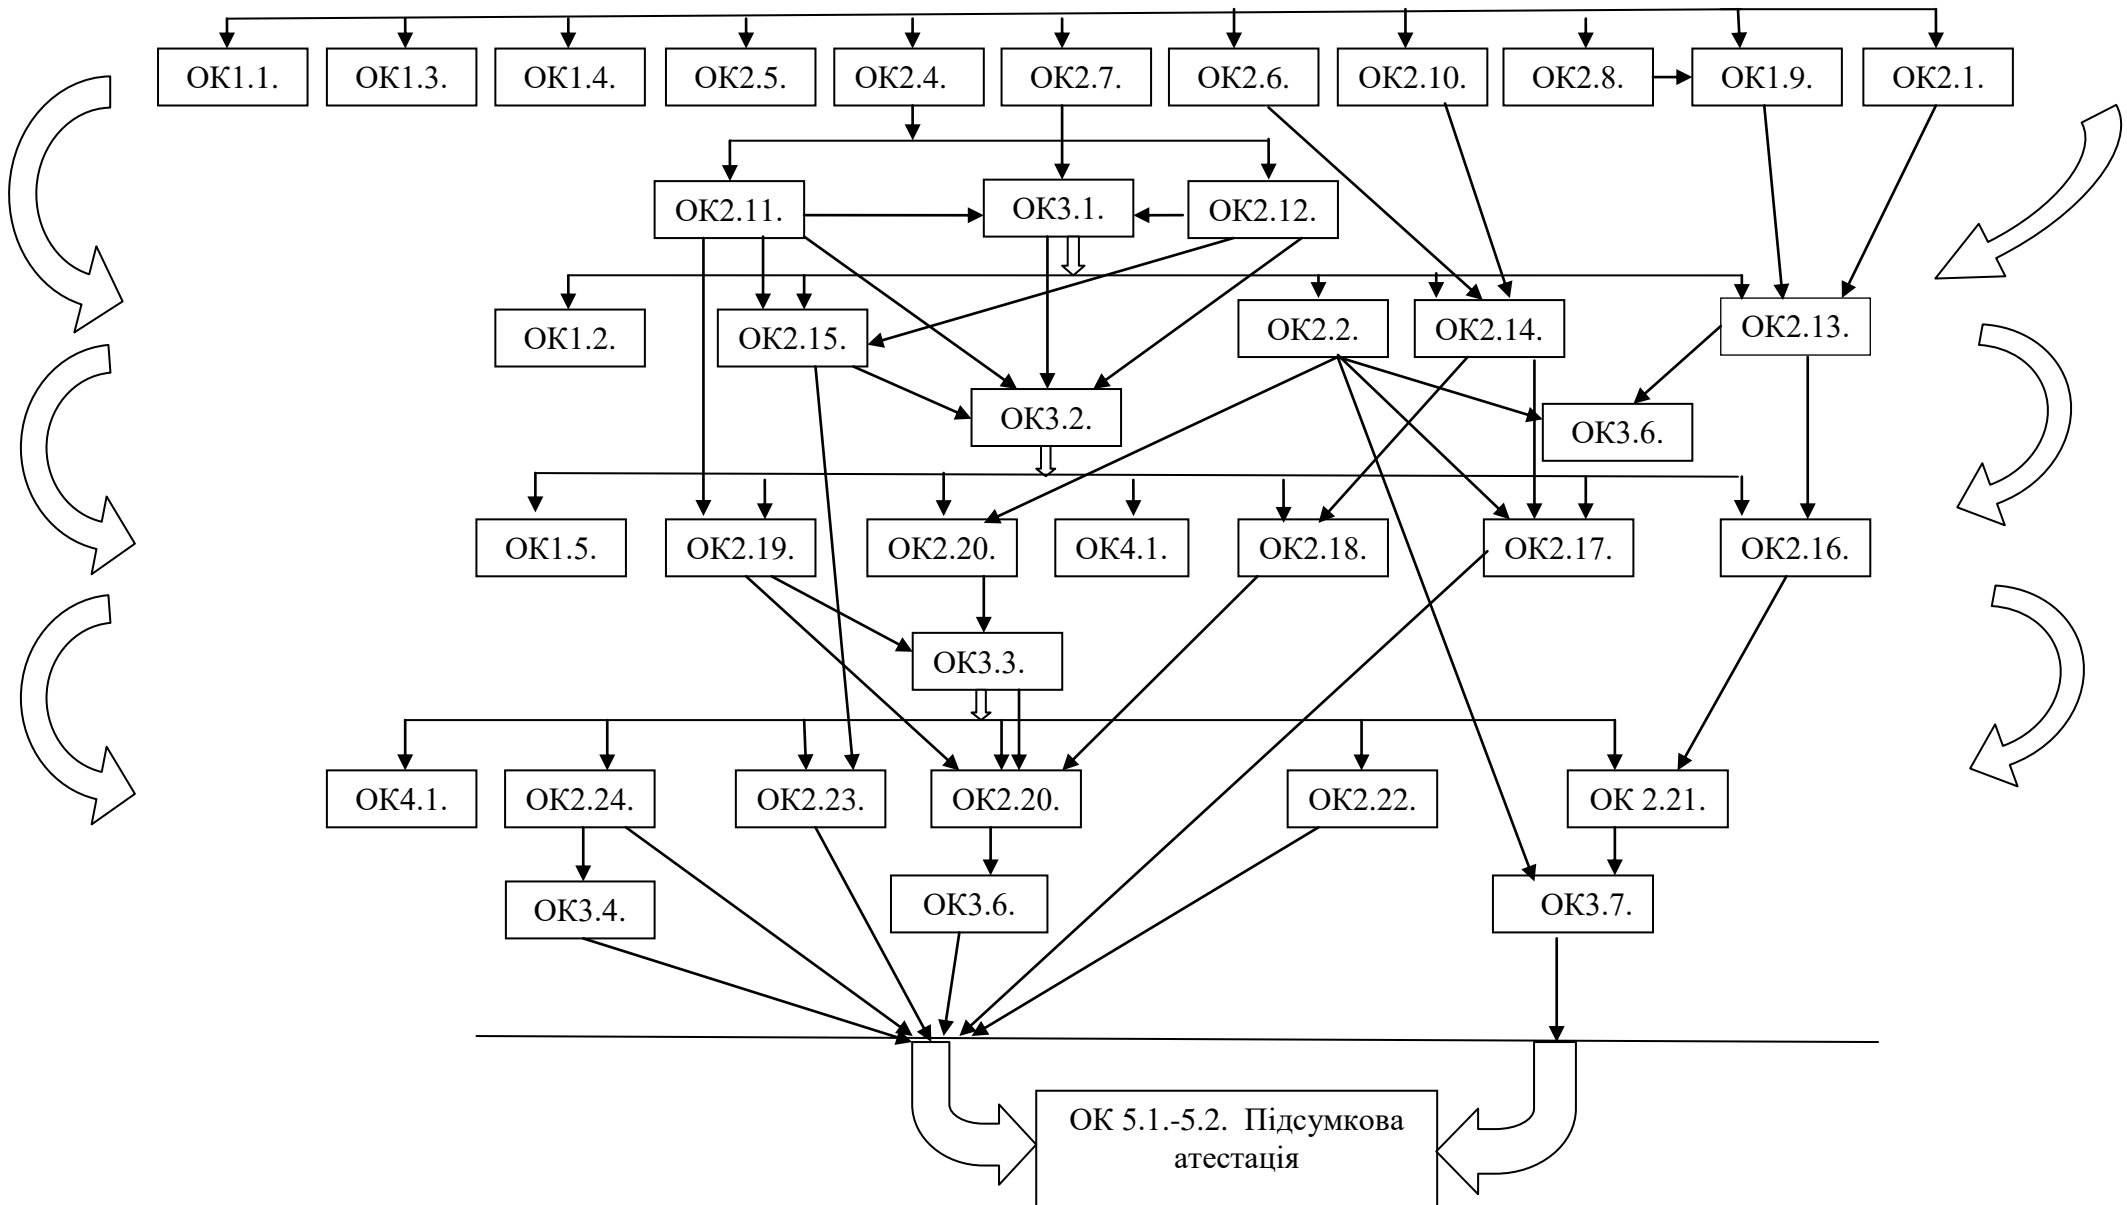 ОК1.1.
ОК1.3.
ОК1.4.
ОК2.5.
ОК2.4.
ОК2.7.
ОК2.6.
ОК2.10.
ОК2.8.
ОК1.9.
ОК2.1.
ОК2.11.
ОК3.1.
ОК2.12.
ОК1.2.
ОК2.15.
ОК2.2.
ОК2.14.
ОК2.13.
ОК3.2.
ОК3.6.
ОК1.5.
ОК2.19.
ОК2.20.
ОК4.1.
ОК2.18.
ОК2.17.
ОК2.16.
ОК3.3.
ОК4.1.
ОК2.24.
ОК2.23.
ОК2.20.
ОК2.22.
ОК 2.21.
ОК3.4.
ОК3.6.
ОК3.7.
ОК 5.1.-5.2. Підсумкова
атестація